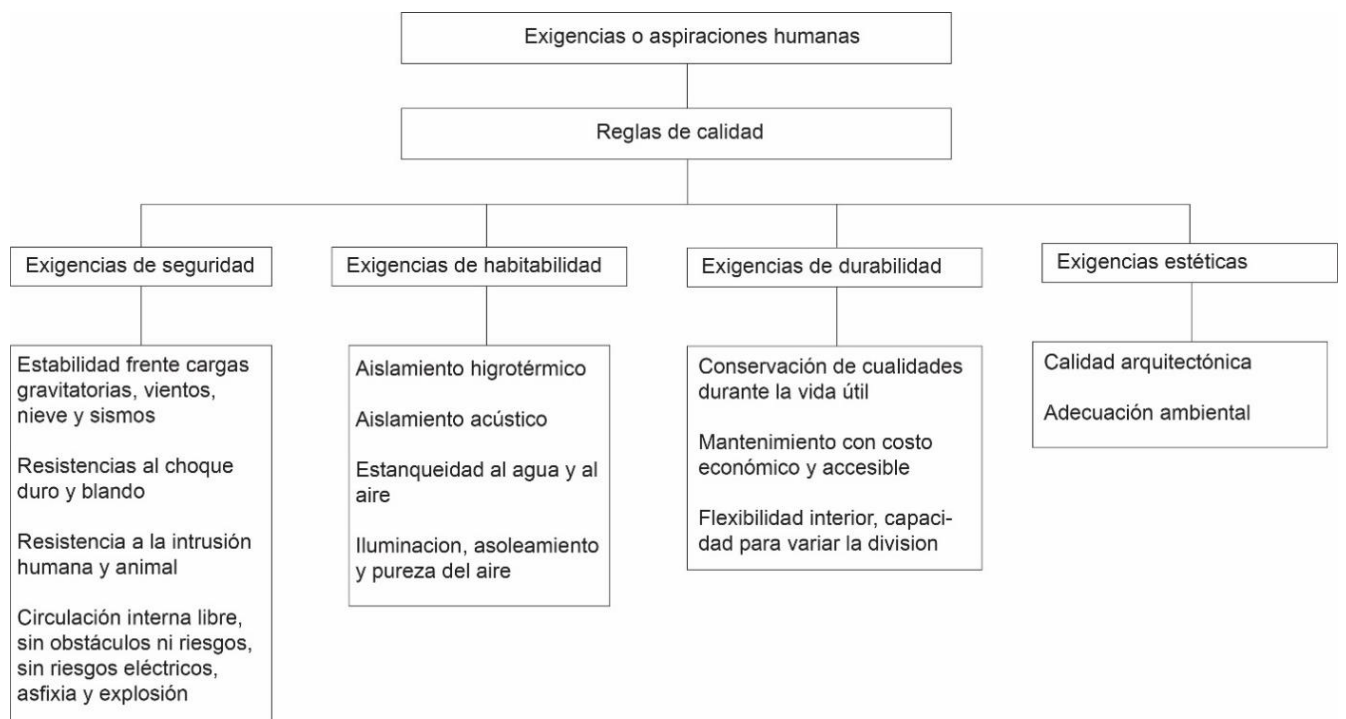 Exigencias o aspiraciones humanas
Reglas de calidad
Exigencias de seguridad
Exigencias de habitabilidad
Exigencias de durabilidad
Exigencias estéticas
Estabilidad frente cargas
gravitatorias, vientos,
nieve y sismos
Resistencias al choque
duro y blando
Resistencia a la intrusión
humana y animal
Circulación interna libre,
sin obstáculos ni riesgos,
sin riesgos eléctricos,
asfixia y explosión
Aislamiento higrotérmico
Aislamiento acústico
Estanqueidad al agua y al
aire
Iluminacion, asoleamiento
y pureza del aire
Conservación de cualidades
durante la vida útil
Mantenimiento con costo
económico y accesible
Flexibilidad interior, capaci-
dad para variar la division
Calidad arquitectónica
Adecuación ambiental